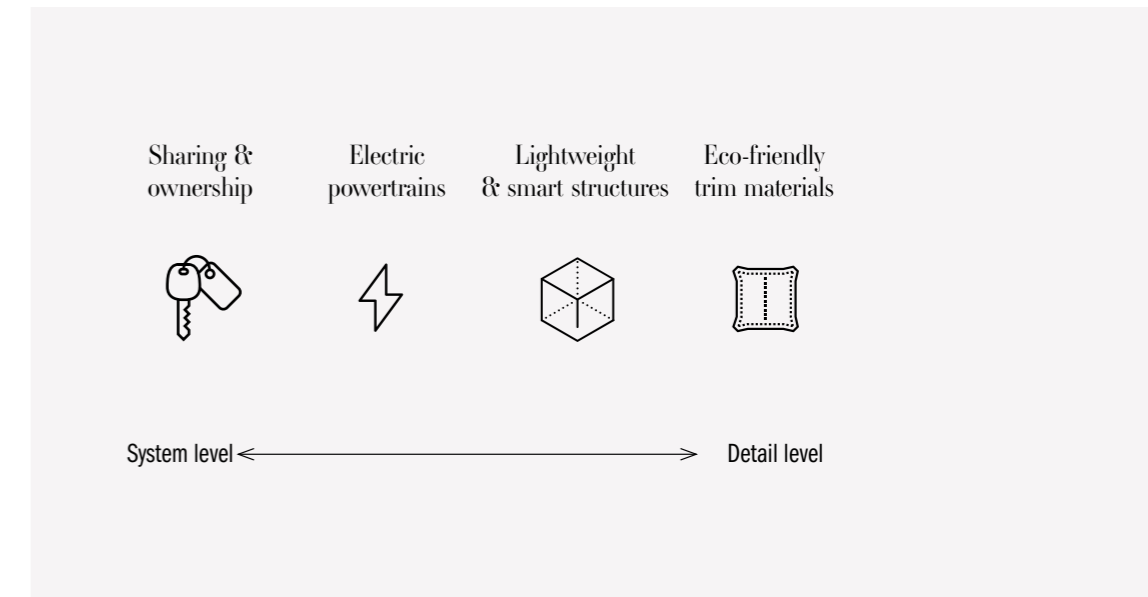 Sharing &
ownership
Electric
powertrains
Lightweight
& smart structures
Eco-friendly
trim materials
System level
Detail level